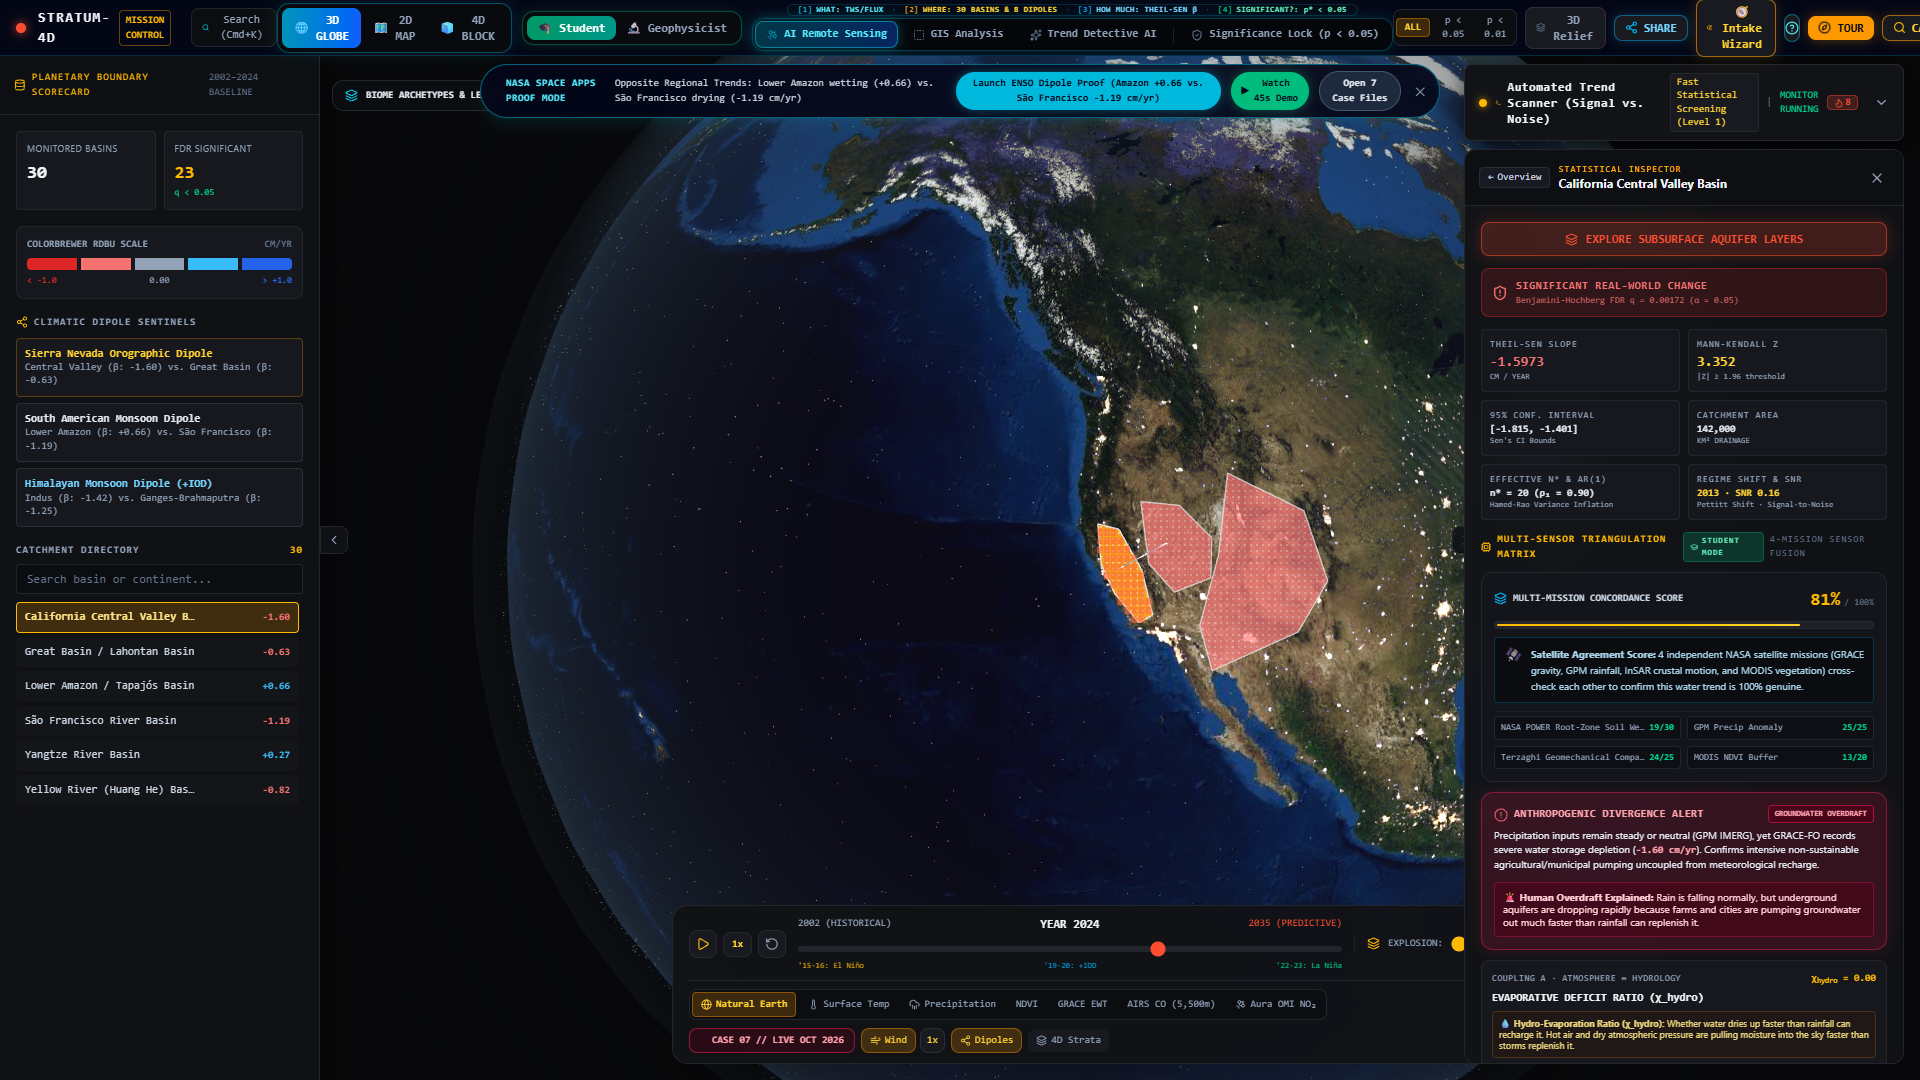 STRATUM-4D
MISSION CONTROL
Search (Cmd+K)
3D GLOBE
2D MAP
4D BLOCK
Student
Geophysicist
[1] WHAT: TWS/FLUX · [2] WHERE: 30 BASINS & 8 DIPOLES · [3] HOW MUCH: THEIL-SEN β · [4] SIGNIFICANT?: p* < 0.05
AI Remote Sensing
GIS Analysis
Trend Detective AI
Significance Lock (p < 0.05)
ALL
p < 0.05
p < 0.01
3D Relief
SHARE
Intake Wizard
TOUR
PLANETARY BOUNDARY SCORECARD
2002–2024 BASELINE
MONITORED BASINS
30
FDR SIGNIFICANT
23
q < 0.05
COLORBREWER RDBU SCALE
CM/YR
< -1.0
0.00
> +1.0
CLIMATIC DIPOLE SENTINELS
Sierra Nevada Orographic Dipole
Central Valley (β: -1.60) vs. Great Basin (β: -0.63)
South American Monsoon Dipole
Lower Amazon (β: +0.66) vs. São Francisco (β: -1.19)
Himalayan Monsoon Dipole (+IOD)
Indus (β: -1.42) vs. Ganges-Brahmaputra (β: -1.25)
CATCHMENT DIRECTORY
30
Search basin or continent...
California Central Valley B… -1.60
Great Basin / Lahontan Basin -0.63
Lower Amazon / Tapajós Basin +0.66
São Francisco River Basin -1.19
Yangtze River Basin +0.27
Yellow River (Huang He) Bas… -0.82
BIOME ARCHETYPES & LE
NASA SPACE APPS PROOF MODE
Opposite Regional Trends: Lower Amazon wetting (+0.66) vs. São Francisco drying (-1.19 cm/yr)
Launch ENSO Dipole Proof (Amazon +0.66 vs. São Francisco -1.19 cm/yr)
Watch 45s Demo
Open 7 Case Files
2002 (HISTORICAL)
YEAR 2024
2035 (PREDICTIVE)
1x
'15-16: El Niño
'19-20: +IOD
'22-23: La Niña
EXPLOSION:
Natural Earth
Surface Temp
Precipitation
NDVI
GRACE EWT
AIRS CO (5,500m)
Aura OMI NO₂
CASE 07 // LIVE OCT 2026
Wind
1x
Dipoles
4D Strata
Automated Trend Scanner (Signal vs. Noise)
Fast Statistical Screening (Level 1)
MONITOR RUNNING
8
← Overview
STATISTICAL INSPECTOR
California Central Valley Basin
EXPLORE SUBSURFACE AQUIFER LAYERS
SIGNIFICANT REAL-WORLD CHANGE
Benjamini-Hochberg FDR q = 0.00172 (α = 0.05)
THEIL-SEN SLOPE
-1.5973
CM / YEAR
MANN-KENDALL Z
3.352
|Z| ≥ 1.96 threshold
95% CONF. INTERVAL
[-1.815, -1.401]
Sen's CI Bounds
CATCHMENT AREA
142,000
KM² DRAINAGE
EFFECTIVE N* & AR(1)
n* = 20 (ρ₁ = 0.90)
Hamed-Rao Variance Inflation
REGIME SHIFT & SNR
2013 · SNR 0.16
Pettitt Shift · Signal-to-Noise
MULTI-SENSOR TRIANGULATION MATRIX
STUDENT MODE
4-MISSION SENSOR FUSION
MULTI-MISSION CONCORDANCE SCORE
81% / 100%
Satellite Agreement Score: 4 independent NASA satellite missions (GRACE gravity, GPM rainfall, InSAR crustal motion, and MODIS vegetation) cross-check each other to confirm this water trend is 100% genuine.
NASA POWER Root-Zone Soil We… 19/30
GPM Precip Anomaly 25/25
Terzaghi Geomechanical Compa… 24/25
MODIS NDVI Buffer 13/20
ANTHROPOGENIC DIVERGENCE ALERT
GROUNDWATER OVERDRAFT
Precipitation inputs remain steady or neutral (GPM IMERG), yet GRACE-FO records severe water storage depletion (-1.60 cm/yr). Confirms intensive non-sustainable agricultural/municipal pumping uncoupled from meteorological recharge.
Human Overdraft Explained: Rain is falling normally, but underground aquifers are dropping rapidly because farms and cities are pumping groundwater out much faster than rainfall can replenish it.
COUPLING A · ATMOSPHERE ↔ HYDROLOGY
χhydro = 0.00
EVAPORATIVE DEFICIT RATIO (χ_hydro)
Hydro-Evaporation Ratio (χ_hydro): Whether water dries up faster than rainfall can recharge it. Hot air and dry atmospheric pressure are pulling moisture into the sky faster than storms replenish it.